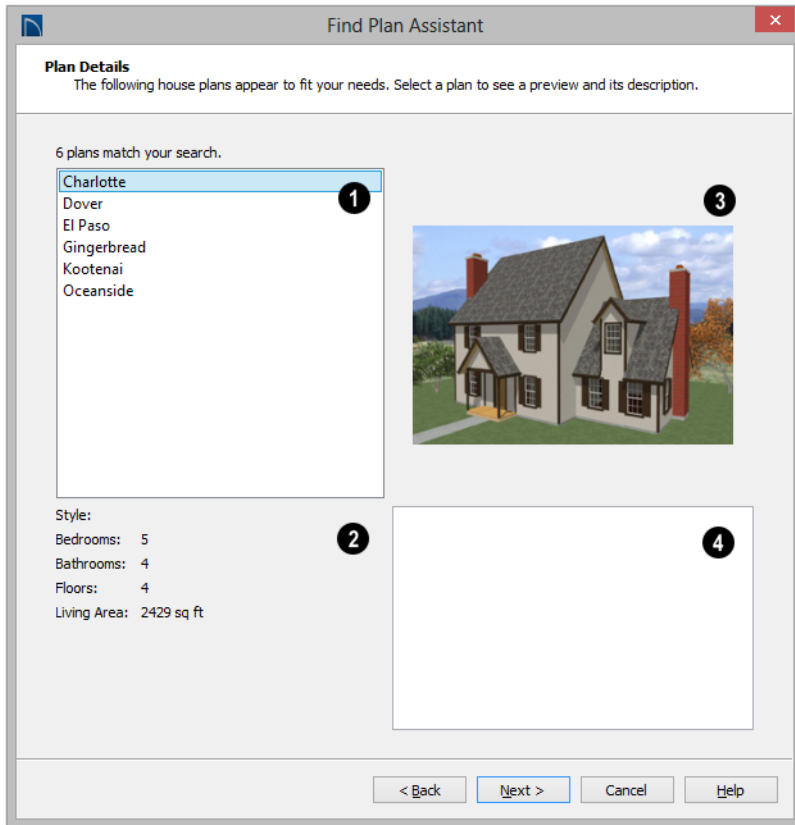 Find Plan Assistant
Plan Details
The following house plans appear to fit your needs. Select a plan to see a preview and its description.
6 plans match your search.
Charlotte
1
Dover
El Paso
Gingerbread
Kootenai
Oceanside
3
Style:
Bedrooms: 5
Bathrooms: 4
Floors: 4
Living Area: 2429 sq ft
2
4
< Back
Next >
Cancel
Help